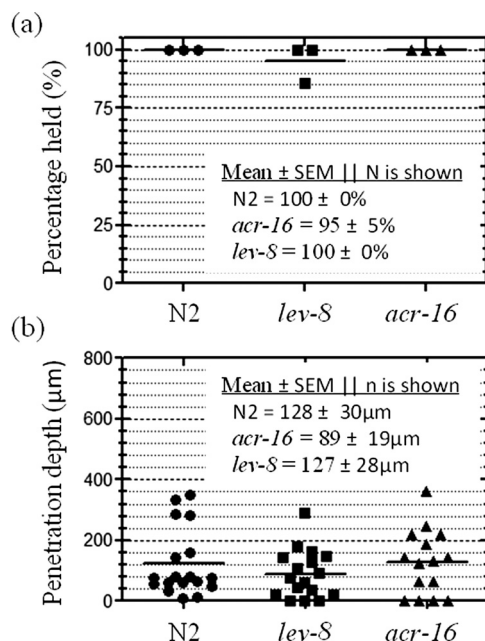 (a)
Percentage held (%)
100
75
50
25
0
Mean ± SEM || N is shown
N2 = 100 ± 0%
acr-16 = 95 ± 5%
lev-8 = 100 ± 0%
N2 lev-8 acr-16
(b)
Penetration depth (µm)
800
600
400
200
0
Mean ± SEM || n is shown
N2 = 128 ± 30µm
acr-16 = 89 ± 19µm
lev-8 = 127 ± 28µm
N2 lev-8 acr-16